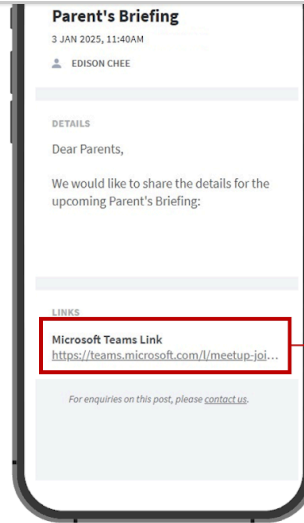 Parent's Briefing
3 JAN 2025, 11:40AM
EDISON CHEE
DETAILS
Dear Parents,
We would like to share the details for the
upcoming Parent's Briefing:
LINKS
Microsoft Teams Link
https://teams.microsoft.com/l/meetup-joi...
For enquiries on this post, please contact us.